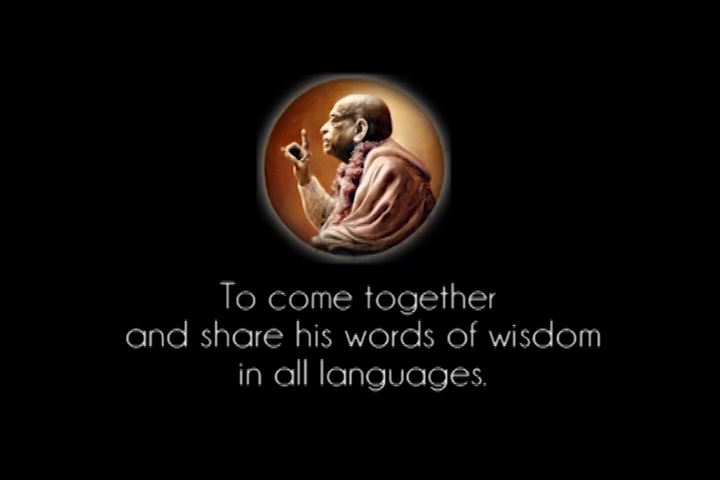 To come together
and share his words of wisdom
in all languages.